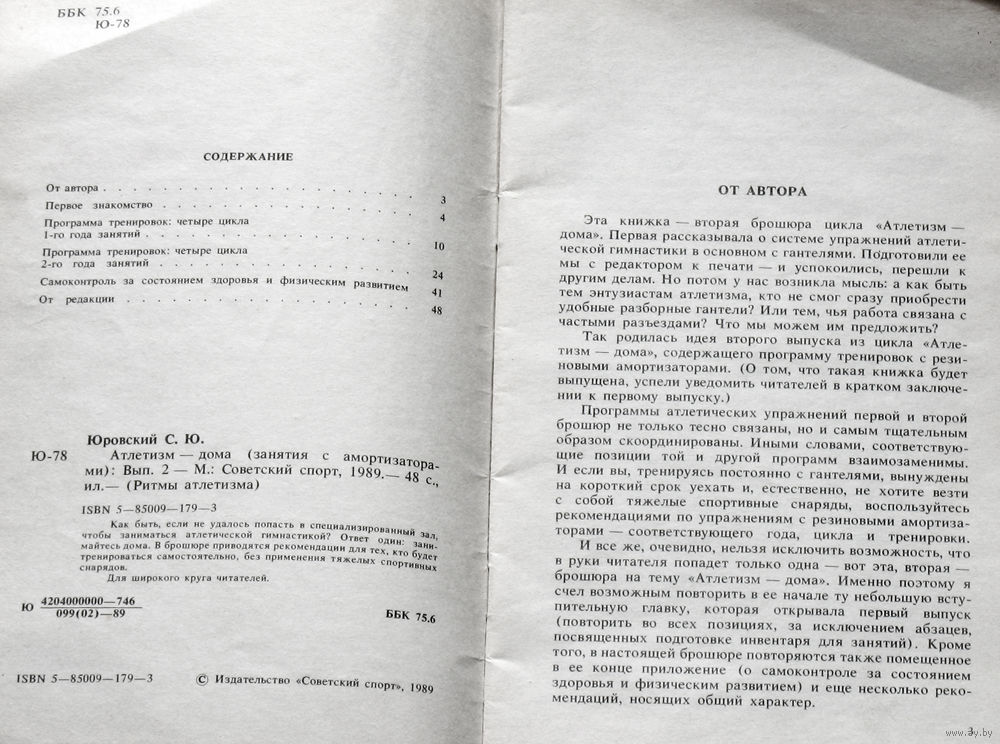 ББК 75.6
Ю-78
СОДЕРЖАНИЕ
От автора . . . . . . . . . . . . . . . . . . . . 3
Первое знакомство . . . . . . . . . . . . . . . . 4
Программа тренировок: четыре цикла
1-го года занятий . . . . . . . . . . . . . . . . 10
Программа тренировок: четыре цикла
2-го года занятий . . . . . . . . . . . . . . . . 24
Самоконтроль за состоянием здоровья и физическим развитием 41
От редакции . . . . . . . . . . . . . . . . . . . 48
Юровский С. Ю.
Ю-78 Атлетизм — дома (занятия с амортизатора-
ми): Вып. 2 — М.: Советский спорт, 1989.— 48 с.,
ил.— (Ритмы атлетизма)
ISBN 5—85009—179—3
Как быть, если не удалось попасть в специализированный зал,
чтобы заниматься атлетической гимнастикой? Ответ один: зани-
майтесь дома. В брошюре приводятся рекомендации для тех, кто будет
тренироваться самостоятельно, без применения тяжелых спортивных
снарядов.
Для широкого круга читателей.
Ю 4204000000—746
099(02)—89
ББК 75.6
ISBN 5—85009—179—3
© Издательство «Советский спорт», 1989
ОТ АВТОРА
Эта книжка — вторая брошюра цикла «Атлетизм —
дома». Первая рассказывала о системе упражнений атлети-
ческой гимнастики в основном с гантелями. Подготовили ее
мы с редактором к печати — и успокоились, перешли к
другим делам. Но потом у нас возникла мысль: а как быть
тем энтузиастам атлетизма, кто не смог сразу приобрести
удобные разборные гантели? Или тем, чья работа связана с
частыми разъездами? Что мы можем им предложить?
Так родилась идея второго выпуска из цикла «Атле-
тизм — дома», содержащего программу тренировок с рези-
новыми амортизаторами. (О том, что такая книжка будет
выпущена, успели уведомить читателей в кратком заключе-
нии к первому выпуску.)
Программы атлетических упражнений первой и второй
брошюр не только тесно связаны, но и самым тщательным
образом скоординированы. Иными словами, соответствую-
щие позиции той и другой программ взаимозаменимы.
И если вы, тренируясь постоянно с гантелями, вынуждены
на короткий срок уехать и, естественно, не хотите везти
с собой тяжелые спортивные снаряды, воспользуйтесь
рекомендациями по упражнениям с резиновыми амортиза-
торами — соответствующего года, цикла и тренировки.
И все же, очевидно, нельзя исключить возможность, что
в руки читателя попадет только одна — вот эта, вторая —
брошюра на тему «Атлетизм — дома». Именно поэтому я
счел возможным повторить в ее начале ту небольшую всту-
пительную главку, которая открывала первый выпуск
(повторить во всех позициях, за исключением абзацев,
посвященных подготовке инвентаря для занятий). Кроме
того, в настоящей брошюре повторяются также помещенное
в ее конце приложение (о самоконтроле за состоянием
здоровья и физическим развитием) и еще несколько реко-
мендаций, носящих общий характер.
3
www.ay.by